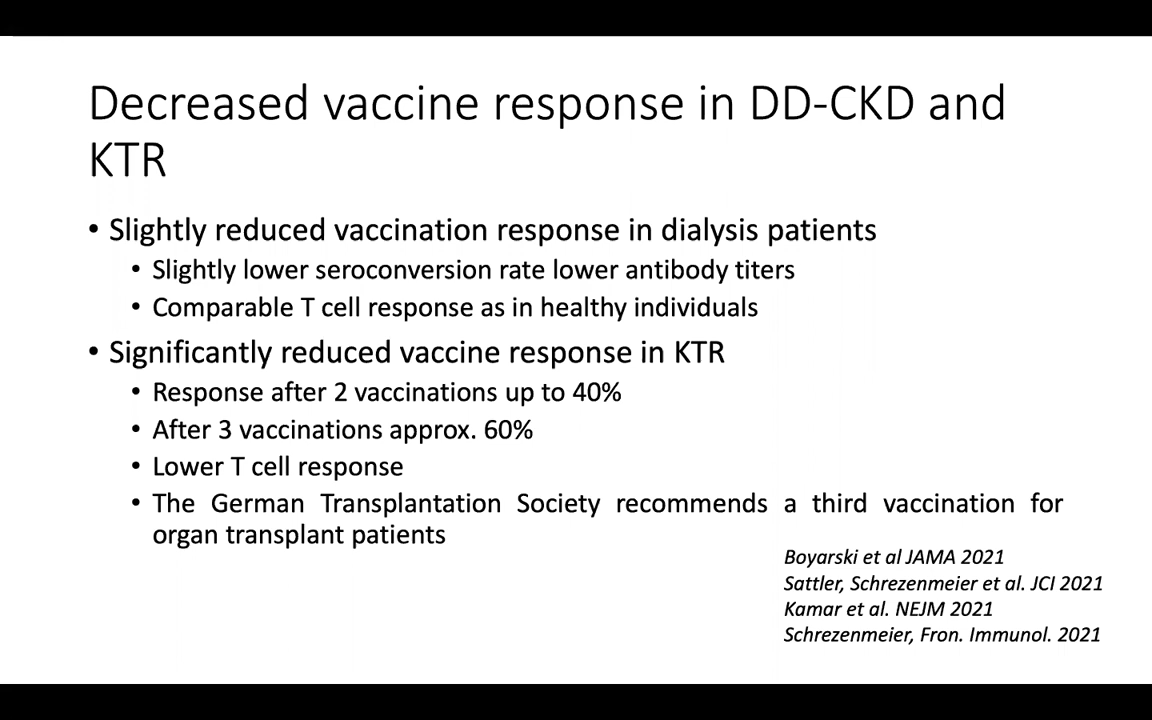 Decreased vaccine response in DD-CKD and
KTR
• Slightly reduced vaccination response in dialysis patients
• Slightly lower seroconversion rate lower antibody titers
• Comparable T cell response as in healthy individuals
• Significantly reduced vaccine response in KTR
• Response after 2 vaccinations up to 40%
• After 3 vaccinations approx. 60%
• Lower T cell response
• The German Transplantation Society recommends a third vaccination for
organ transplant patients
Boyarski et al JAMA 2021
Sattler, Schrezenmeier et al. JCI 2021
Kamar et al. NEJM 2021
Schrezenmeier, Fron. Immunol. 2021